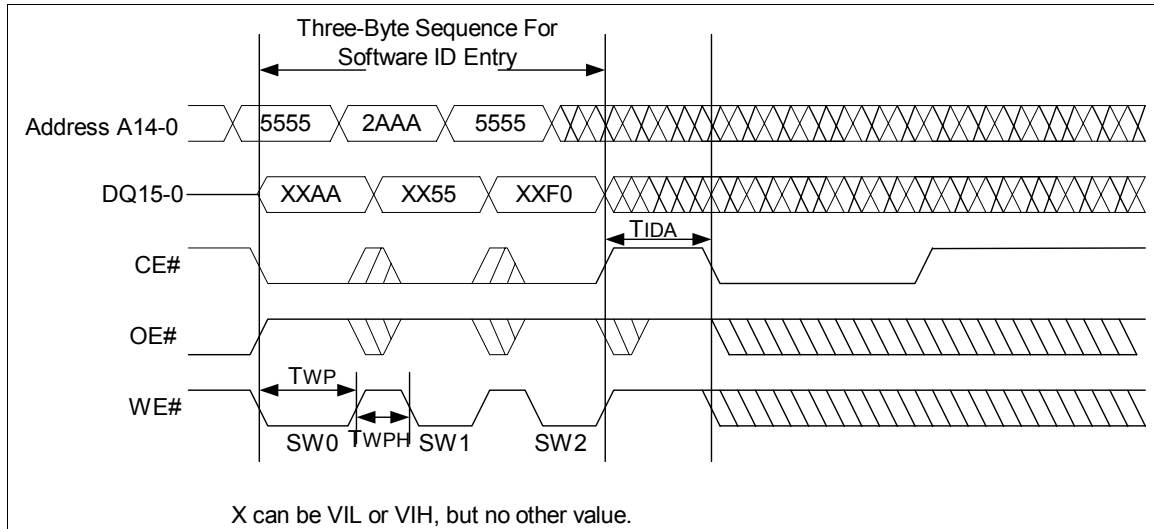 Three-Byte Sequence For
Software ID Entry
Address A14-0
5555
2AAA
5555
DQ15-0
XXAA
XX55
XXF0
TIDA
CE#
OE#
TWP
WE#
SW0
TWPH
SW1
SW2
X can be VIL or VIH, but no other value.